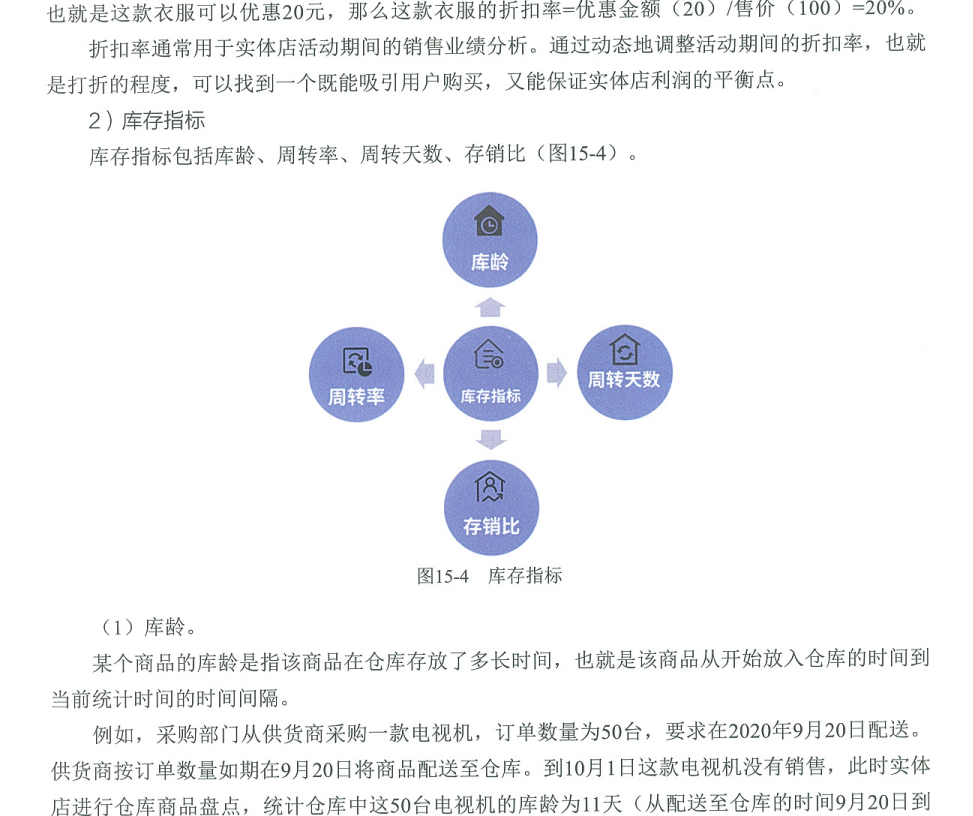 也就是这款衣服可以优惠20元，那么这款衣服的折扣率=优惠金额（20）/售价（100）=20%。
折扣率通常用于实体店活动期间的销售业绩分析。通过动态地调整活动期间的折扣率，也就
是打折的程度，可以找到一个既能吸引用户购买，又能保证实体店利润的平衡点。
2）库存指标
库存指标包括库龄、周转率、周转天数、存销比（图15-4）。
库龄
周转率
库存指标
周转天数
存销比
图15-4 库存指标
（1）库龄。
某个商品的库龄是指该商品在仓库存放了多长时间，也就是该商品从开始放入仓库的时间到
当前统计时间的时间间隔。
例如，采购部门从供货商采购一款电视机，订单数量为50台，要求在2020年9月20日配送。
供货商按订单数量如期在9月20日将商品配送至仓库。到10月1日这款电视机没有销售，此时实体
店进行仓库商品盘点，统计仓库中这50台电视机的库龄为11天（从配送至仓库的时间9月20日到